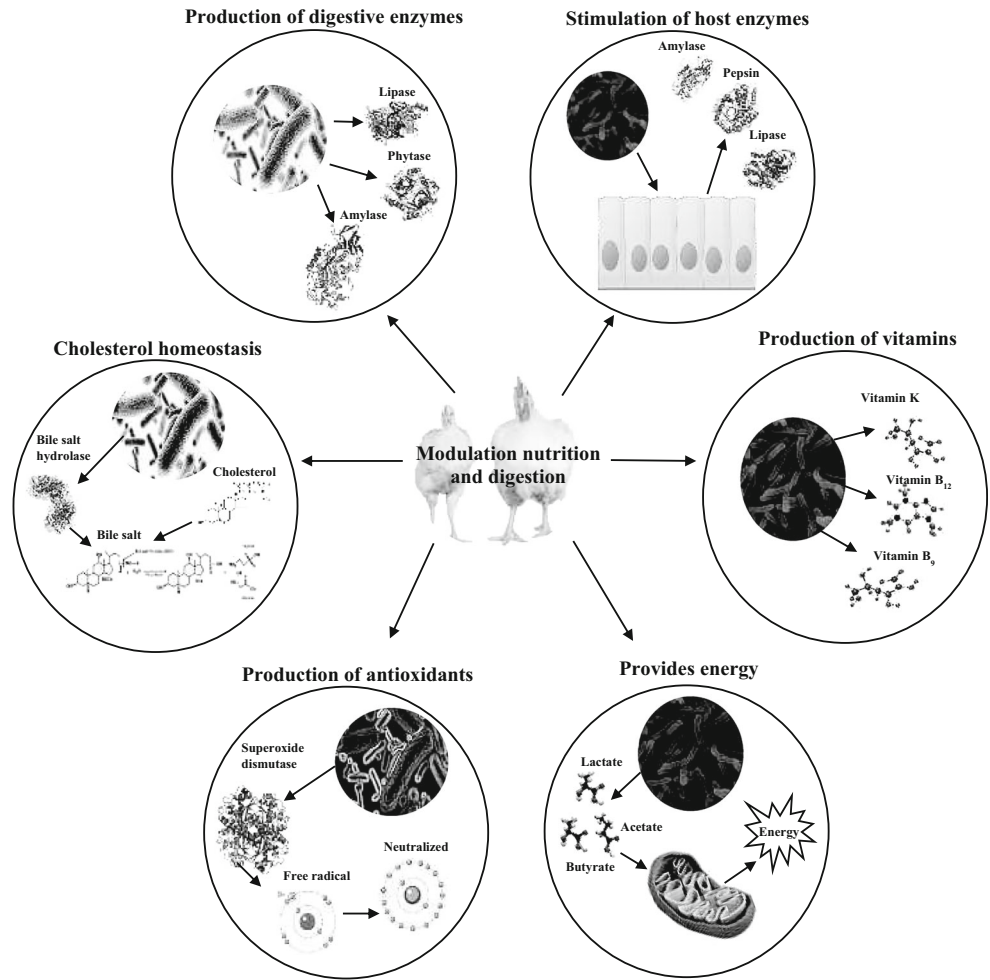 Production of digestive enzymes
Lipase
Phytase
Amylase
Stimulation of host enzymes
Amylase
Pepsin
Lipase
Cholesterol homeostasis
Bile salt
hydrolase
Cholesterol
Bile salt
Modulation nutrition
and digestion
Production of vitamins
Vitamin K
Vitamin B12
Vitamin B9
Production of antioxidants
Superoxide
dismutase
Free radical
Neutralized
Provides energy
Lactate
Acetate
Butyrate
Energy